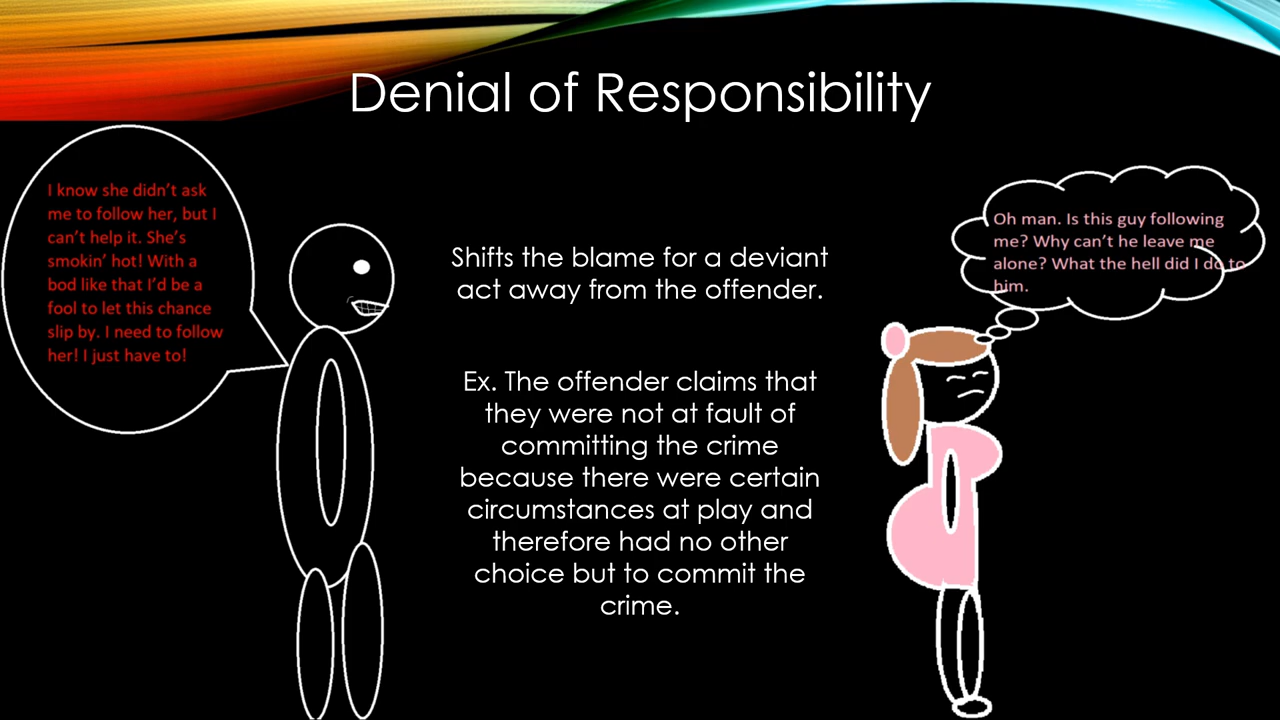 Denial of Responsibility
I know she didn't ask
me to follow her, but I
can't help it. She's
smokin' hot! With a
bod like that I'd be a
fool to let this chance
slip by. I need to follow
her! I just have to!
Shifts the blame for a deviant
act away from the offender.
Ex. The offender claims that
they were not at fault of
committing the crime
because there were certain
circumstances at play and
therefore had no other
choice but to commit the
crime.
Oh man. Is this guy following
me? Why can't he leave me
alone? What the hell did I do to
him.